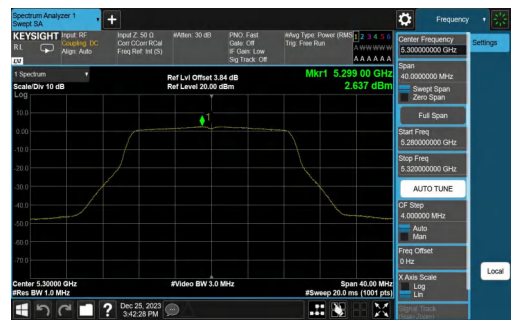 Spectrum Analyzer 1
Swept SA
Frequency
KEYSIGHT
RL
Input: RF
Coupling: DC
Align: Auto
Input Z: 50 Ω
Corr CCorr RCal
Freq Ref: Int (S)
#Atten: 30 dB
PNO: Fast
Gate: Off
IF Gain: Low
Sig Track: Off
#Avg Type: Power (RMS
Trig: Free Run
1 2 3 4 5 6
A W W W W W
A A A A A A
LV
1 Spectrum
Scale/Div 10 dB
Log
Ref Lvl Offset 3.84 dB
Ref Level 20.00 dBm
Mkr1 5.299 00 GHz
2.637 dBm
1
10.0
0.00
-10.0
-20.0
-30.0
-40.0
-50.0
-60.0
-70.0
Center 5.30000 GHz
#Res BW 1.0 MHz
#Video BW 3.0 MHz
Span 40.00 MHz
#Sweep 20.0 ms (1001 pts)
Center Frequency
5.300000000 GHz
Span
40.0000000 MHz
Swept Span
Zero Span
Full Span
Start Freq
5.280000000 GHz
Stop Freq
5.320000000 GHz
AUTO TUNE
CF Step
4.000000 MHz
Auto
Man
Freq Offset
0 Hz
X Axis Scale
Log
Lin
Signal Track
Settings
Local
?
Dec 25, 2023
3:42:28 PM